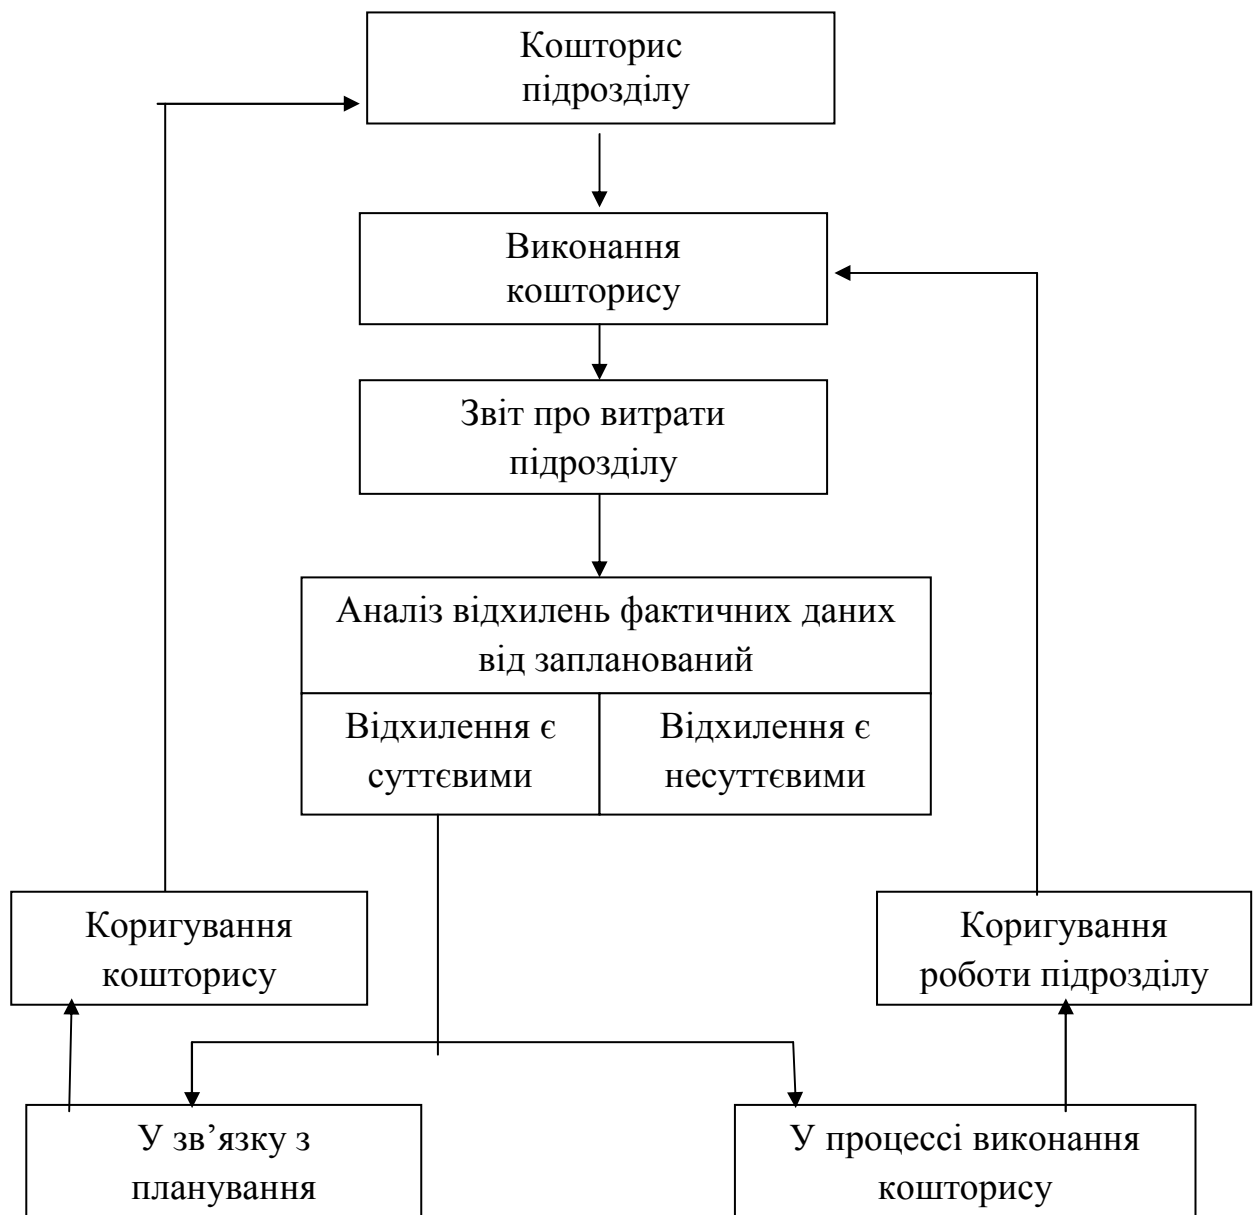 Кошторис
підрозділу
Виконання
кошторису
Звіт про витрати
підрозділу
Аналіз відхилень фактичних даних
від запланований
Відхилення є
суттєвими
Відхилення є
несуттєвими
Коригування
кошторису
Коригування
роботи підрозділу
У зв’язку з
планування
У процессі виконання
кошторису